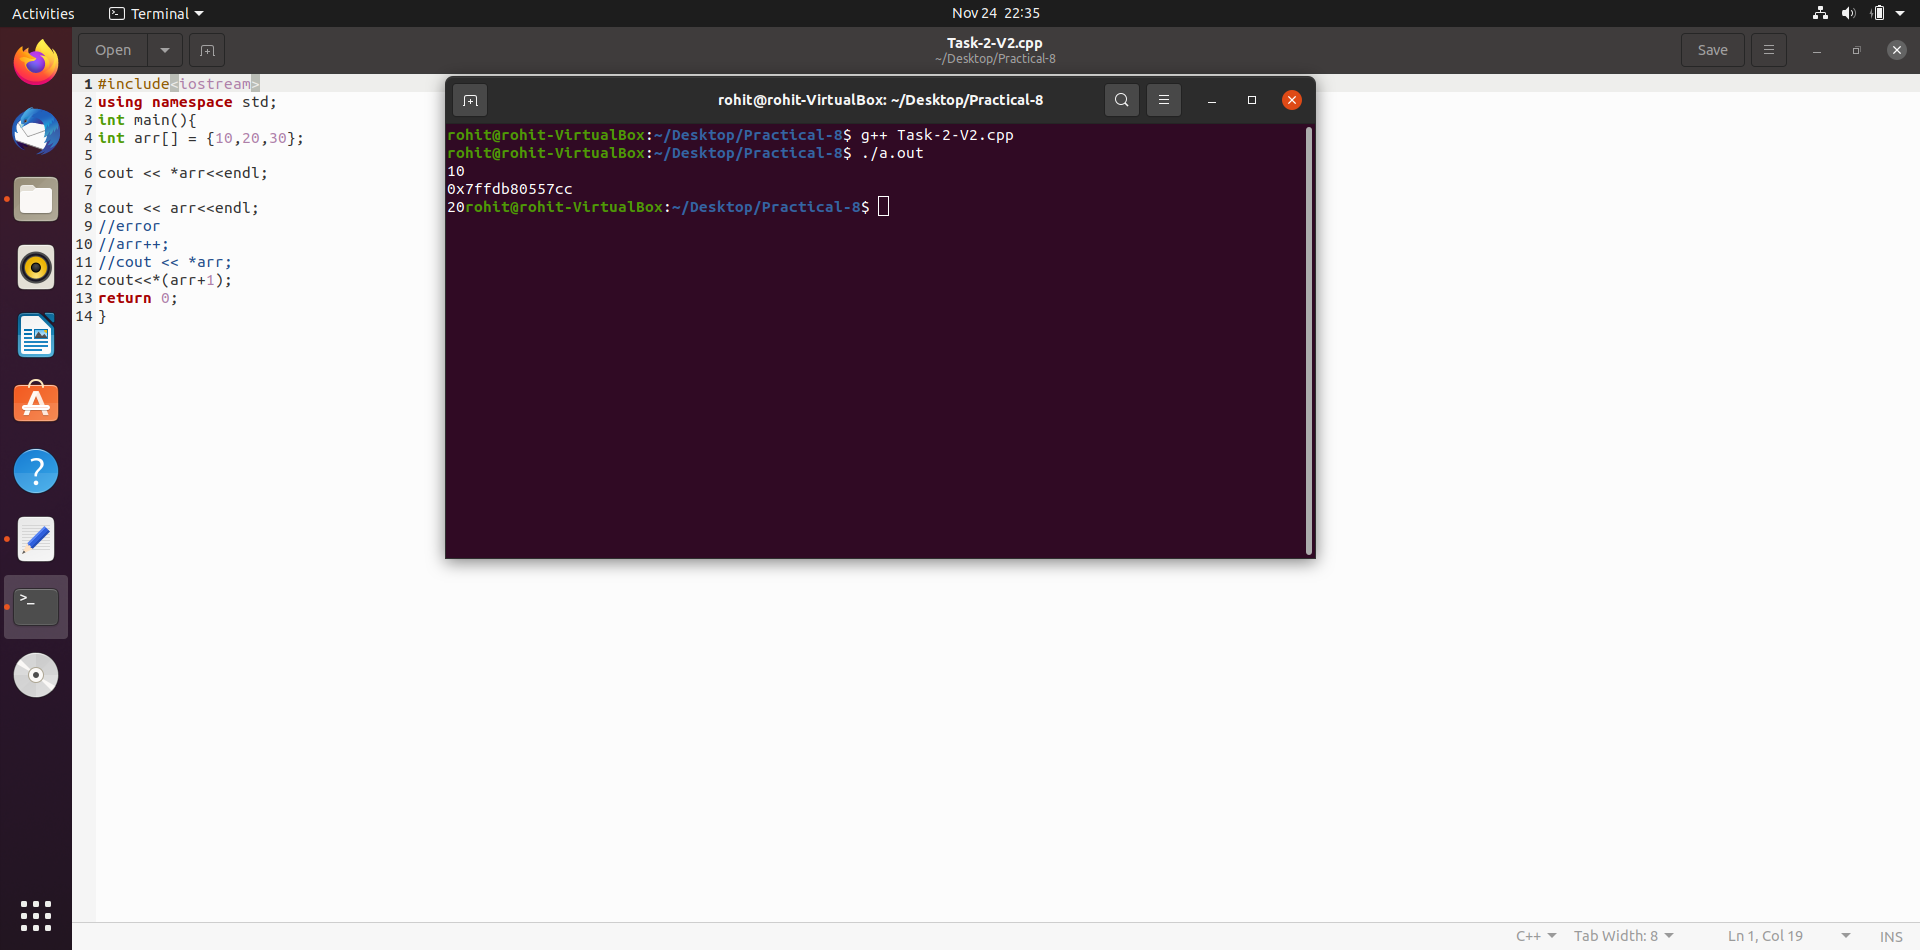 Activities
Terminal
Nov 24 22:35
Open
Task-2-V2.cpp
~/Desktop/Practical-8
Save
1 #include<iostream>
2 using namespace std;
3 int main(){
4 int arr[] = {10,20,30};
5
6 cout << *arr<<endl;
7
8 cout << arr<<endl;
9 //error
10 //arr++;
11 //cout << *arr;
12 cout<<*(arr+1);
13 return 0;
14 }
rohit@rohit-VirtualBox: ~/Desktop/Practical-8
rohit@rohit-VirtualBox:~/Desktop/Practical-8$ g++ Task-2-V2.cpp
rohit@rohit-VirtualBox:~/Desktop/Practical-8$ ./a.out
10
0x7ffdb80557cc
20rohit@rohit-VirtualBox:~/Desktop/Practical-8$
C++
Tab Width: 8
Ln 1, Col 19
INS